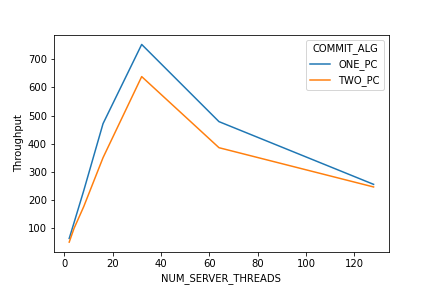 COMMIT_ALG
ONE_PC
TWO_PC
700
600
500
400
300
200
100
Throughput
0
20
40
60
80
100
120
NUM_SERVER_THREADS